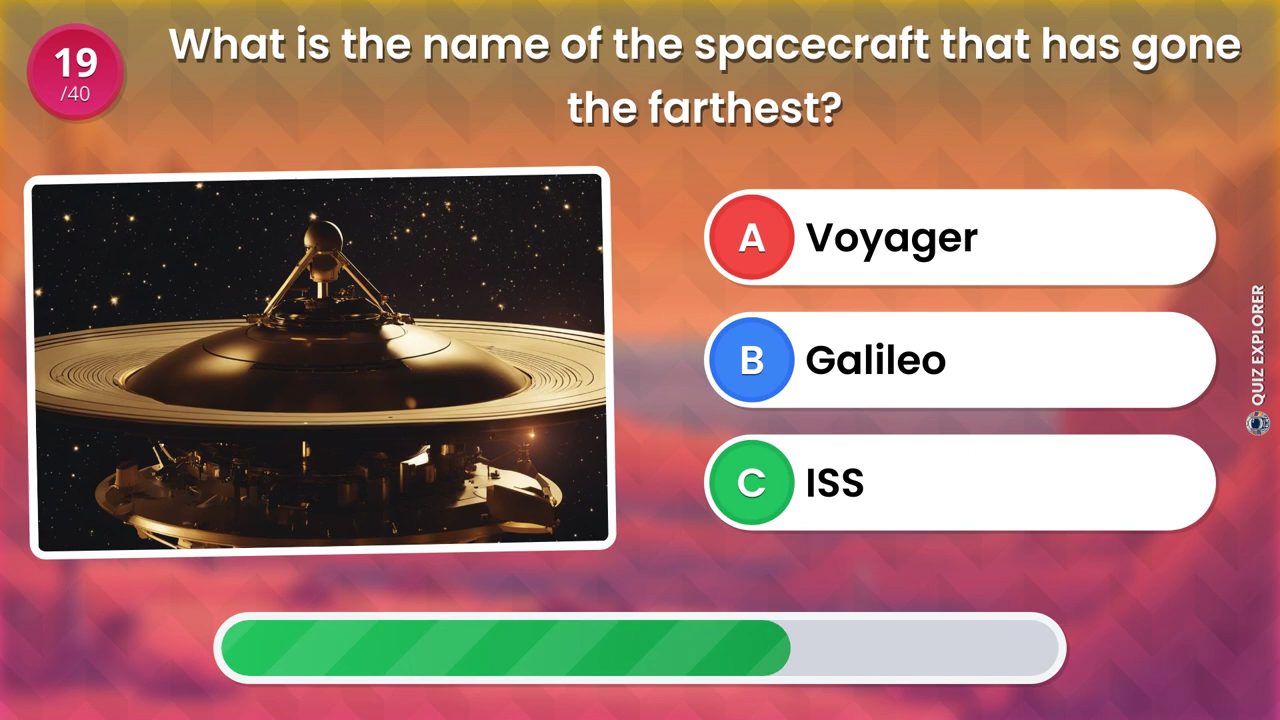 19
/40
What is the name of the spacecraft that has gone
the farthest?
A Voyager
B Galileo
C ISS
QUIZ EXPLORER